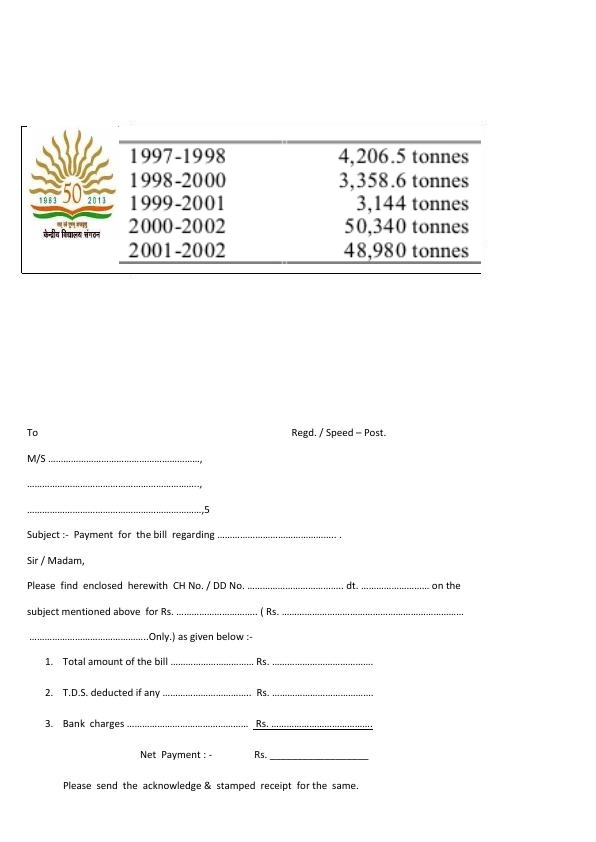 50
1963 2013
केन्द्रीय विद्यालय संगठन
1997-1998 4,206.5 tonnes
1998-2000 3,358.6 tonnes
1999-2001 3,144 tonnes
2000-2002 50,340 tonnes
2001-2002 48,980 tonnes
To Regd. / Speed – Post.
M/S ……………………………………………………,
……………………………………………………………..,
……………………………………………………………,5
Subject :- Payment for the bill regarding ……………………………………….. .
Sir / Madam,
Please find enclosed herewith CH No. / DD No. ……………………………….. dt. ……………………… on the
subject mentioned above for Rs. ………………………….. ( Rs. ………………………………………………………………
………………………………………..Only.) as given below :-
1. Total amount of the bill …………………………… Rs. ………………………………….
2. T.D.S. deducted if any ……………………………. Rs. ………………………………….
3. Bank charges ………………………………………… Rs. ………………………………….
Net Payment : - Rs. ___________________
Please send the acknowledge & stamped receipt for the same.